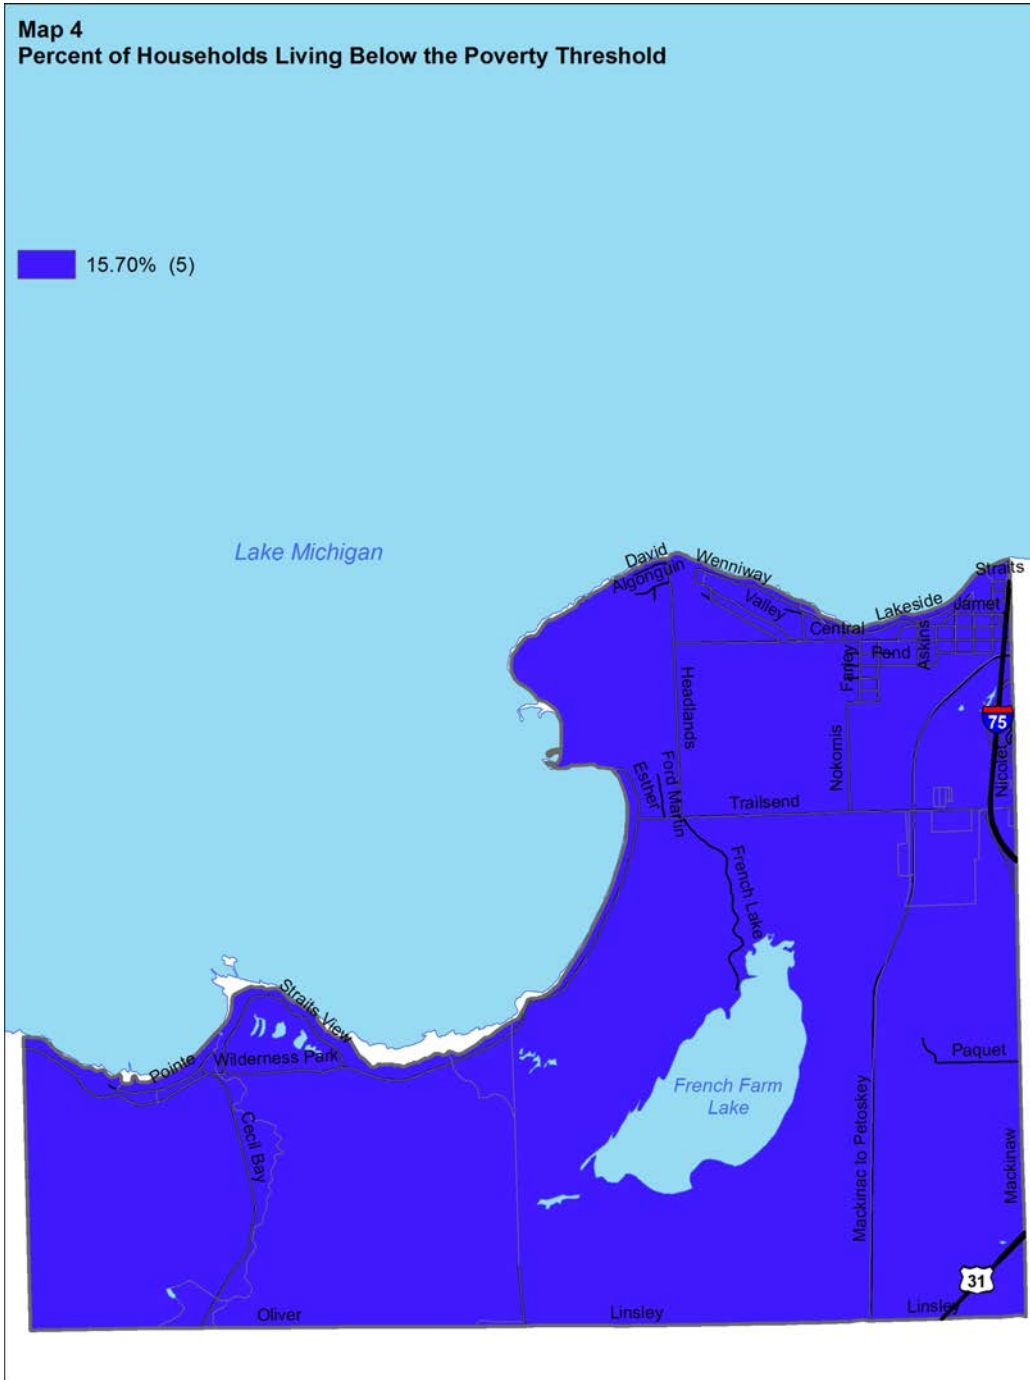 Map 4
Percent of Households Living Below the Poverty Threshold
15.70% (5)
Lake Michigan
David
Algonguin
Wenniway
Valley
Central
Lakeside
Straits
Jamet
Askins
Pond
Farley
Headlands
75
Nicolet
Nokomis
Ford Martin
Esther
Trailsend
French Lake
Straits View
Pointe
Wilderness Park
Cecil Bay
French Farm
Lake
Paquet
Mackinac to Petoskey
Mackinaw
31
Oliver
Linsley
Linsley